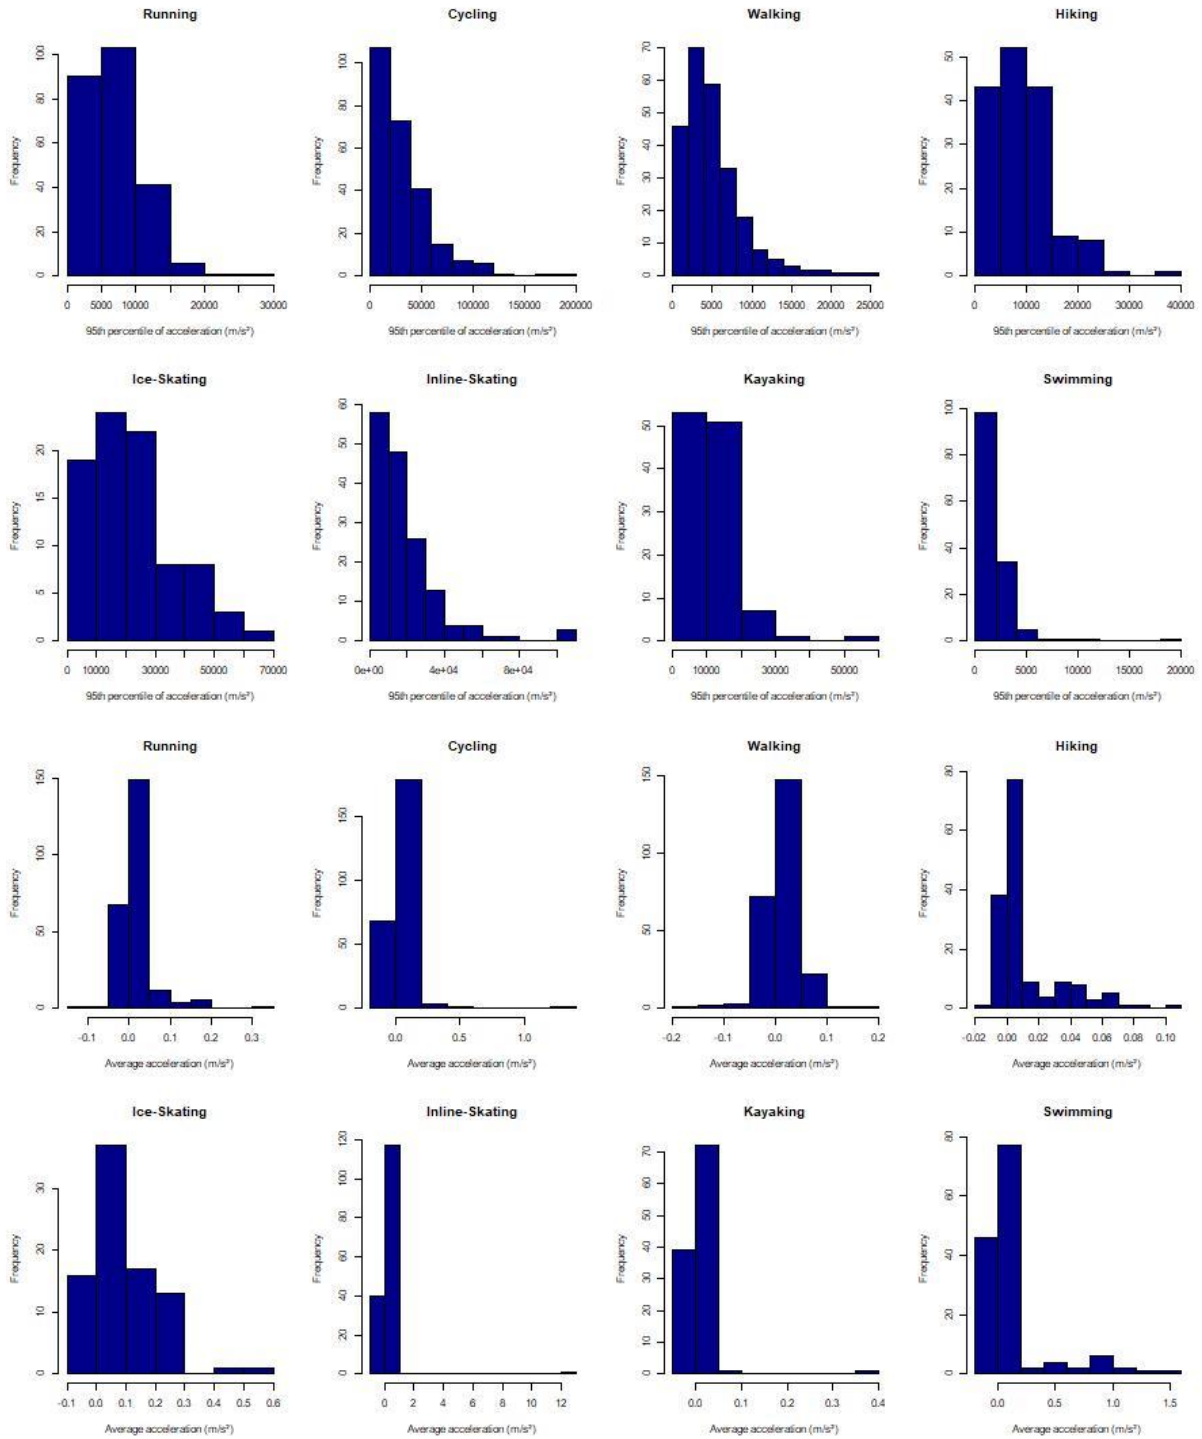 Running
Cycling
Walking
Hiking
Frequency
0 20 40 60 80 100
0 5000 10000 20000 30000
95th percentile of acceleration (m/s²)
Frequency
0 20 40 60 80 100
0 50000 100000 150000 200000
95th percentile of acceleration (m/s²)
Frequency
0 10 20 30 40 50 60 70
0 5000 10000 15000 20000 25000
95th percentile of acceleration (m/s²)
Frequency
0 10 20 30 40 50
0 10000 20000 30000 40000
95th percentile of acceleration (m/s²)
Ice-Skating
Inline-Skating
Kayaking
Swimming
Frequency
0 5 10 15 20
0 10000 30000 50000 70000
95th percentile of acceleration (m/s²)
Frequency
0 10 20 30 40 50 60
0e+00 4e+04 8e+04
95th percentile of acceleration (m/s²)
Frequency
0 10 20 30 40 50
0 10000 30000 50000
95th percentile of acceleration (m/s²)
Frequency
0 20 40 60 80 100
0 5000 10000 15000 20000
95th percentile of acceleration (m/s²)
Running
Cycling
Walking
Hiking
Frequency
0 50 100 150
-0.1 0.0 0.1 0.2 0.3
Average acceleration (m/s²)
Frequency
0 50 100 150
0.0 0.5 1.0
Average acceleration (m/s²)
Frequency
0 50 100 150
-0.2 -0.1 0.0 0.1 0.2
Average acceleration (m/s²)
Frequency
0 20 40 60 80
-0.02 0.00 0.02 0.04 0.06 0.08 0.10
Average acceleration (m/s²)
Ice-Skating
Inline-Skating
Kayaking
Swimming
Frequency
0 10 20 30
-0.1 0.0 0.1 0.2 0.3 0.4 0.5 0.6
Average acceleration (m/s²)
Frequency
0 20 40 60 80 100 120
0 2 4 6 8 10 12
Average acceleration (m/s²)
Frequency
0 10 20 30 40 50 60 70
0.0 0.1 0.2 0.3 0.4
Average acceleration (m/s²)
Frequency
0 20 40 60 80
0.0 0.5 1.0 1.5
Average acceleration (m/s²)